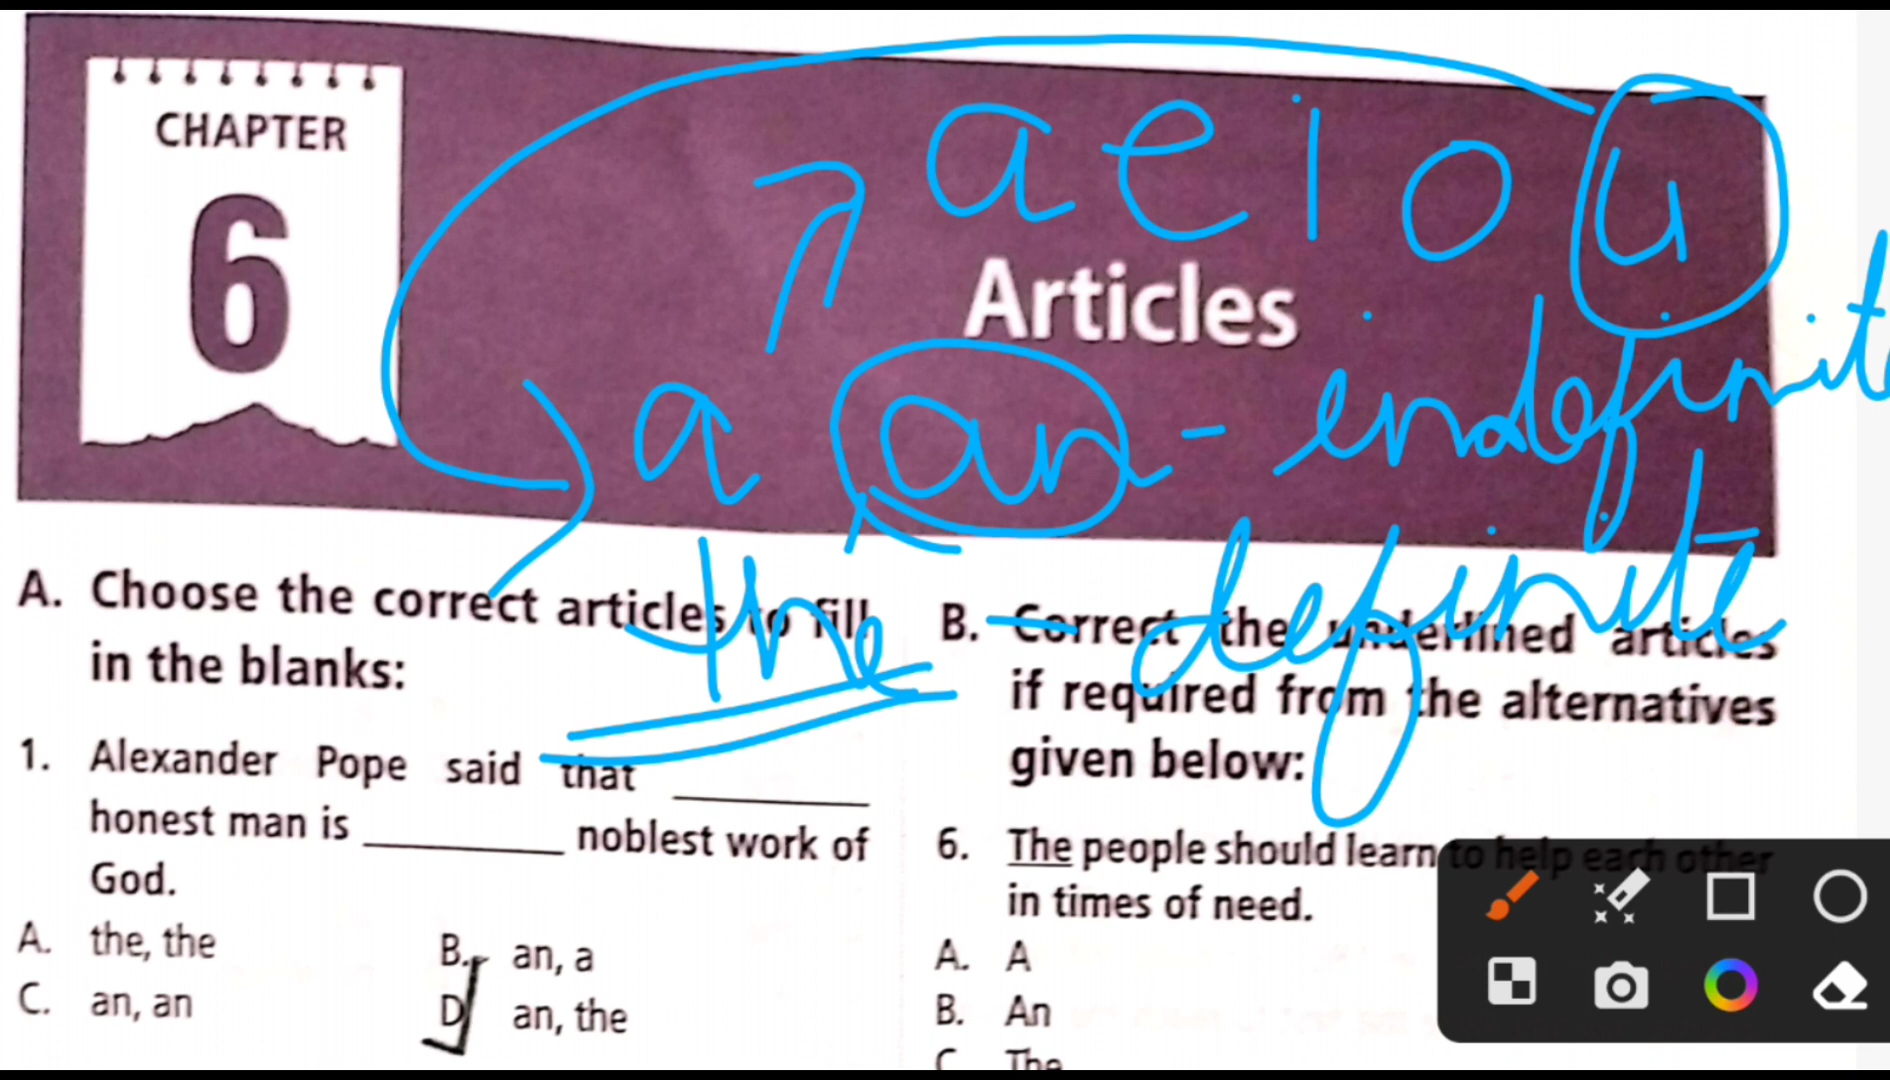 CHAPTER
6
a e i o u
Articles
a an - indefinite
the - definite
A. Choose the correct articles to fill
in the blanks:
1. Alexander Pope said that ________
honest man is ________ noblest work of
God.
A. the, the
B. an, a
C. an, an
D. an, the
B. Correct the underlined articles
if required from the alternatives
given below:
6. The people should learn to help each other
in times of need.
A. A
B. An
C. The